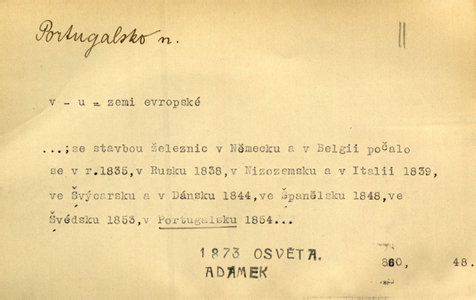 Portugalsko n.
||
v - u = zemi evropské
...; se stavbou železnic v Německu a v Belgii počalo
se v r.1835, v Rusku 1838, v Nizozemsku a v Italii 1839,
ve Švýcarsku a v Dánsku 1844, ve Španělsku 1848, ve
Švédsku 1853, v Portugalsku 1854...
1873 OSVĚTA.
ADÁMEK
860, 48.